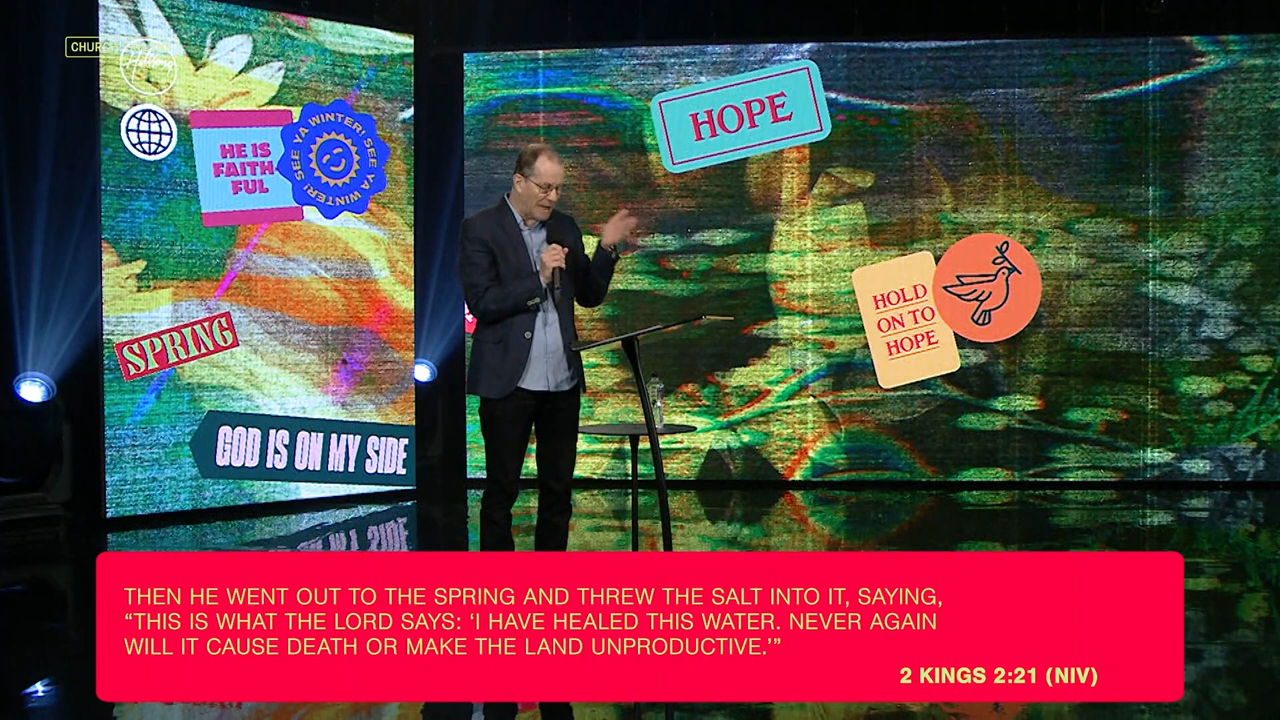 CHURCH
Hillsong
HE IS
FAITH-
FUL
SEE YA WINTER! SEE YA WINTER!
HOPE
HOLD
ON TO
HOPE
SPRING
GOD IS ON MY SIDE
THEN HE WENT OUT TO THE SPRING AND THREW THE SALT INTO IT, SAYING,
“THIS IS WHAT THE LORD SAYS: ‘I HAVE HEALED THIS WATER. NEVER AGAIN
WILL IT CAUSE DEATH OR MAKE THE LAND UNPRODUCTIVE.’”
2 KINGS 2:21 (NIV)